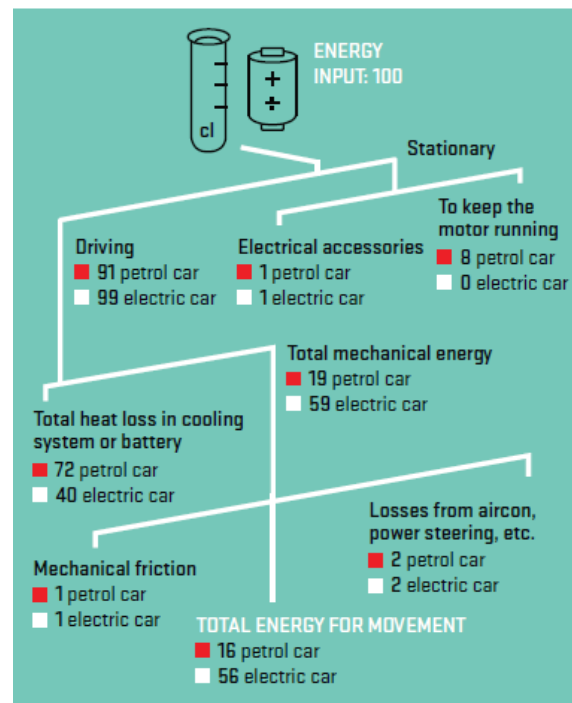 ENERGY
INPUT: 100
cl
Stationary
To keep the
motor running
8 petrol car
0 electric car
Driving
91 petrol car
99 electric car
Electrical accessories
1 petrol car
1 electric car
Total mechanical energy
19 petrol car
59 electric car
Total heat loss in cooling
system or battery
72 petrol car
40 electric car
Losses from aircon,
power steering, etc.
2 petrol car
2 electric car
Mechanical friction
1 petrol car
1 electric car
TOTAL ENERGY FOR MOVEMENT
16 petrol car
56 electric car